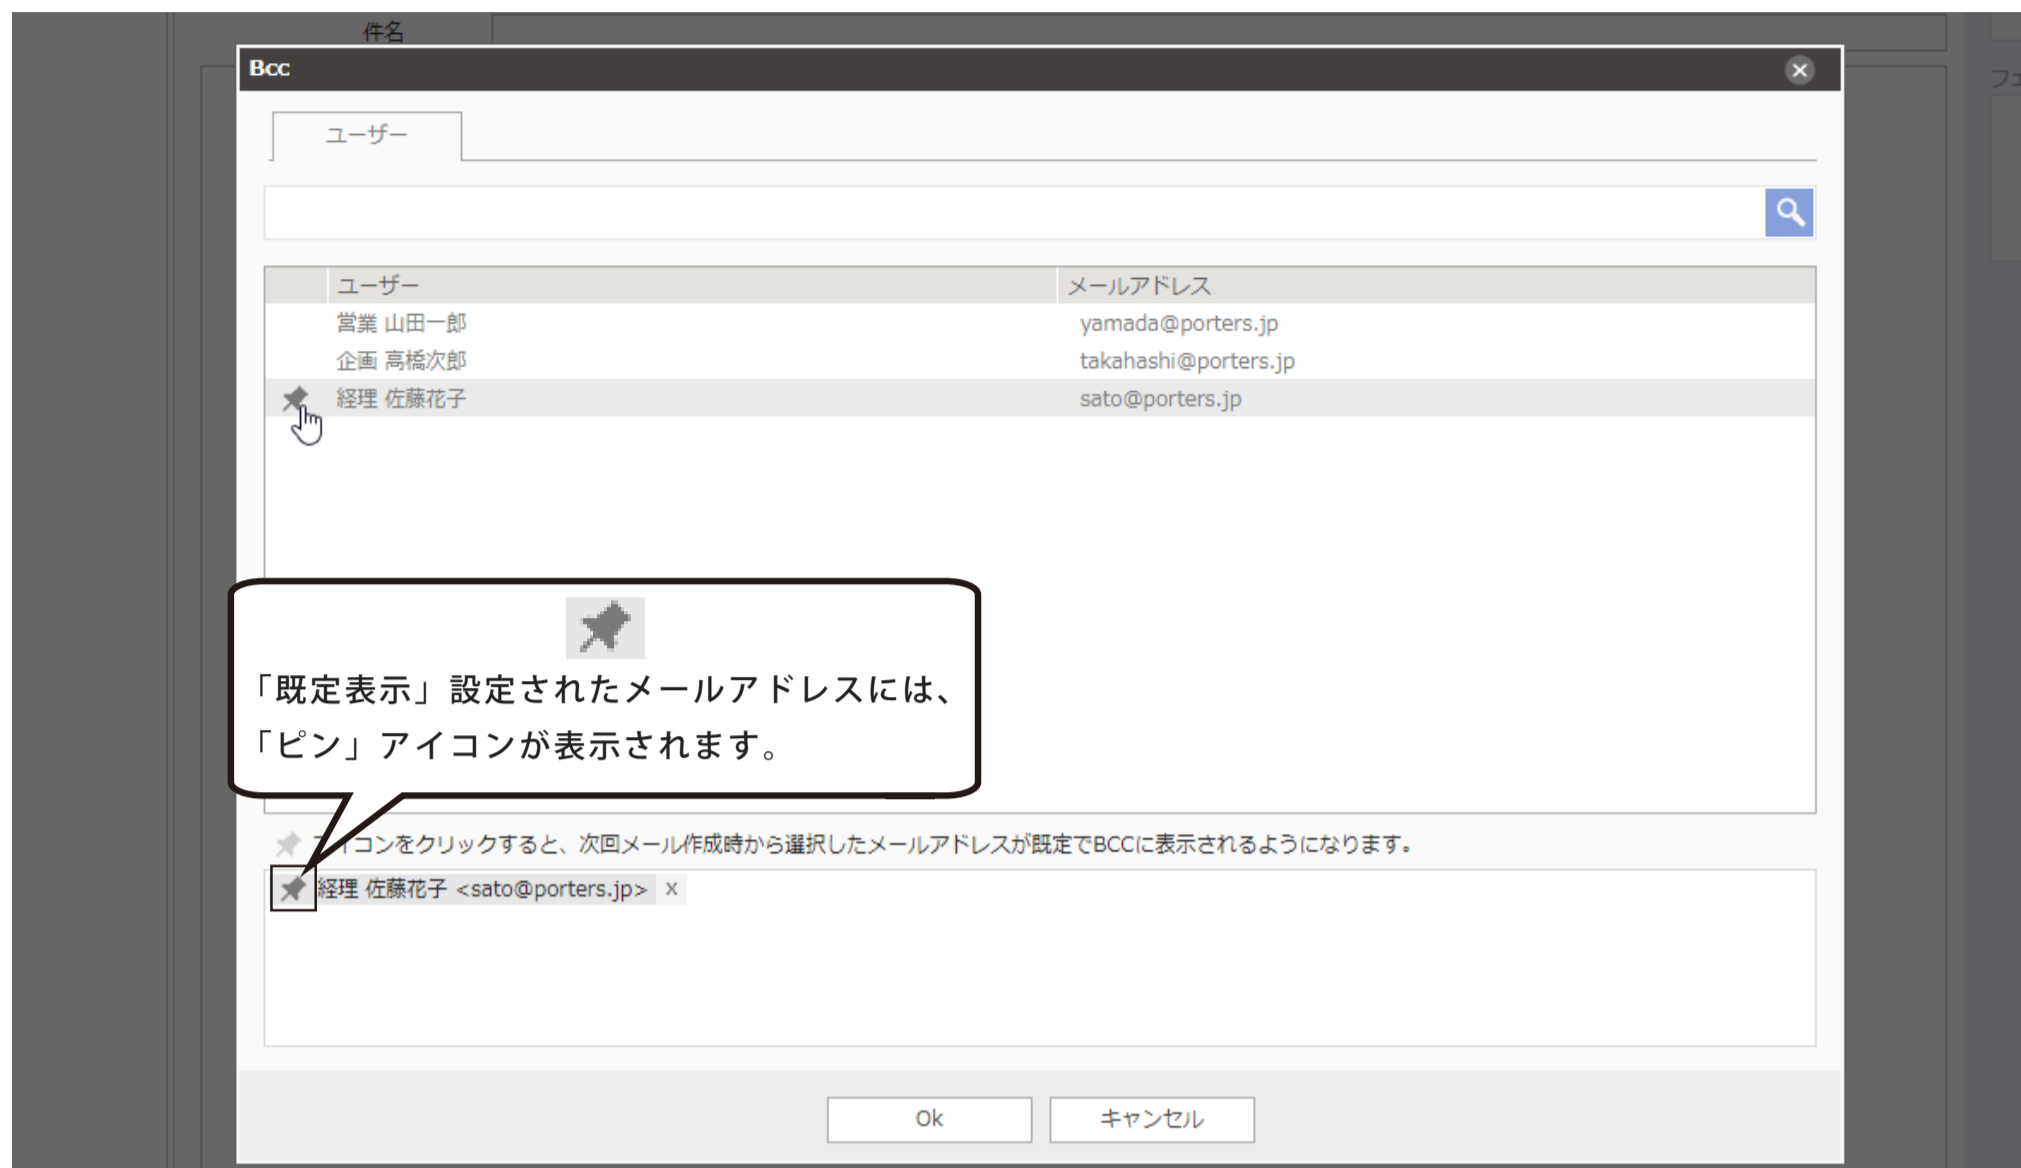 件名
Bcc
フェ
ユーザー
ユーザー メールアドレス
営業 山田一郎 yamada@porters.jp
企画 高橋次郎 takahashi@porters.jp
経理 佐藤花子 sato@porters.jp
「既定表示」設定されたメールアドレスには、
「ピン」アイコンが表示されます。
イコンをクリックすると、次回メール作成時から選択したメールアドレスが既定でBCCに表示されるようになります。
経理 佐藤花子 <sato@porters.jp> x
Ok キャンセル